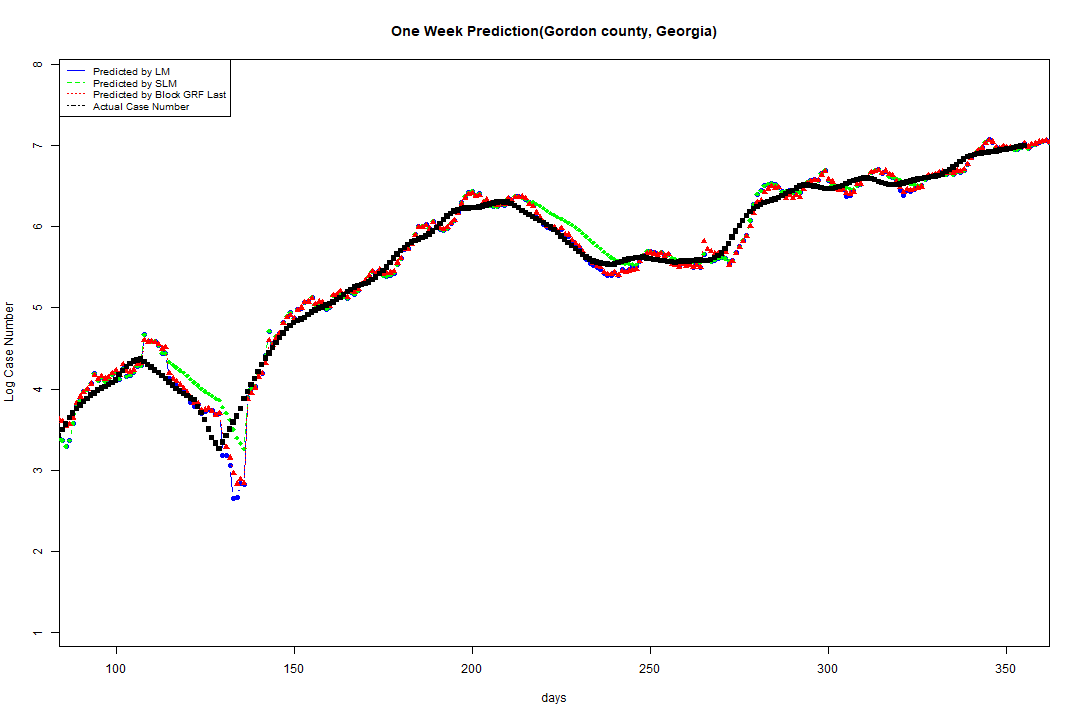 One Week Prediction(Gordon county, Georgia)
Predicted by LM
Predicted by SLM
Predicted by Block GRF Last
Actual Case Number
8
7
6
5
4
3
2
1
Log Case Number
100 150 200 250 300 350
days